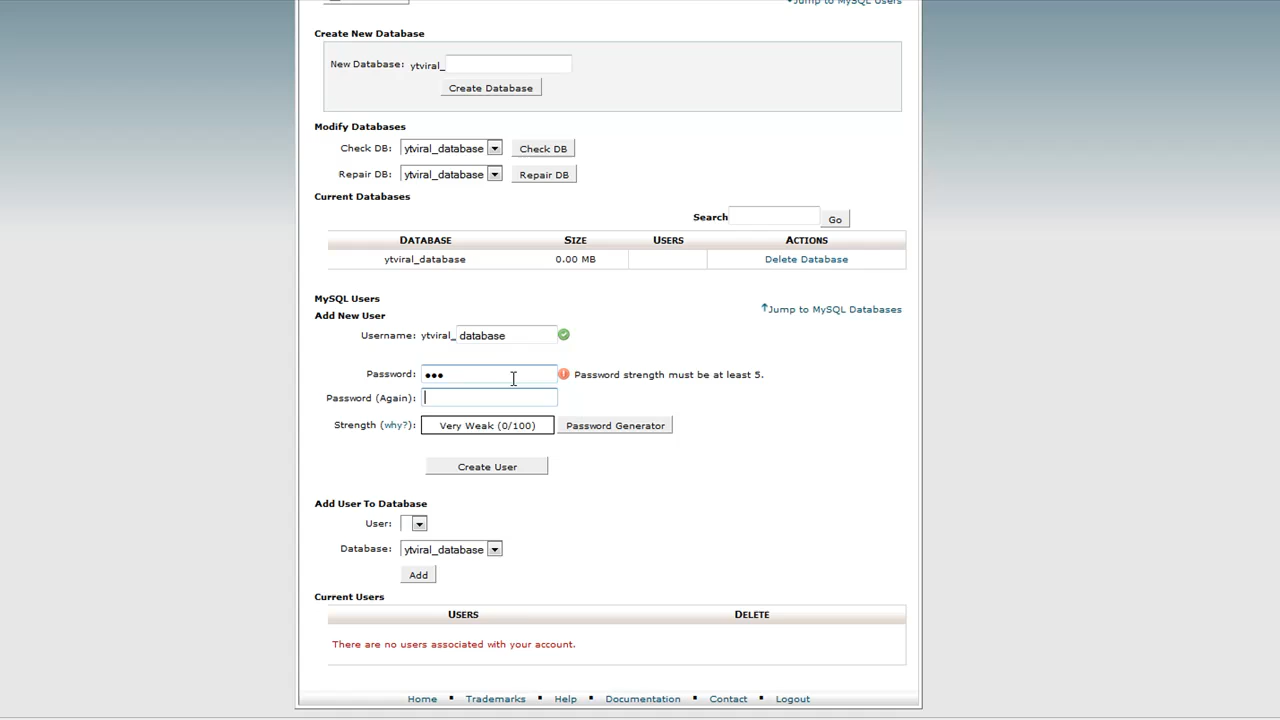 Jump to MySQL Users
Create New Database
New Database: ytviral_
Create Database
Modify Databases
Check DB: ytviral_database Check DB
Repair DB: ytviral_database Repair DB
Current Databases
Search Go
DATABASE SIZE USERS ACTIONS
ytviral_database 0.00 MB Delete Database
MySQL Users
Jump to MySQL Databases
Add New User
Username: ytviral_ database
Password: ●●● Password strength must be at least 5.
Password (Again):
Strength (why?): Very Weak (0/100) Password Generator
Create User
Add User To Database
User:
Database: ytviral_database
Add
Current Users
USERS DELETE
There are no users associated with your account.
Home ▪ Trademarks ▪ Help ▪ Documentation ▪ Contact ▪ Logout